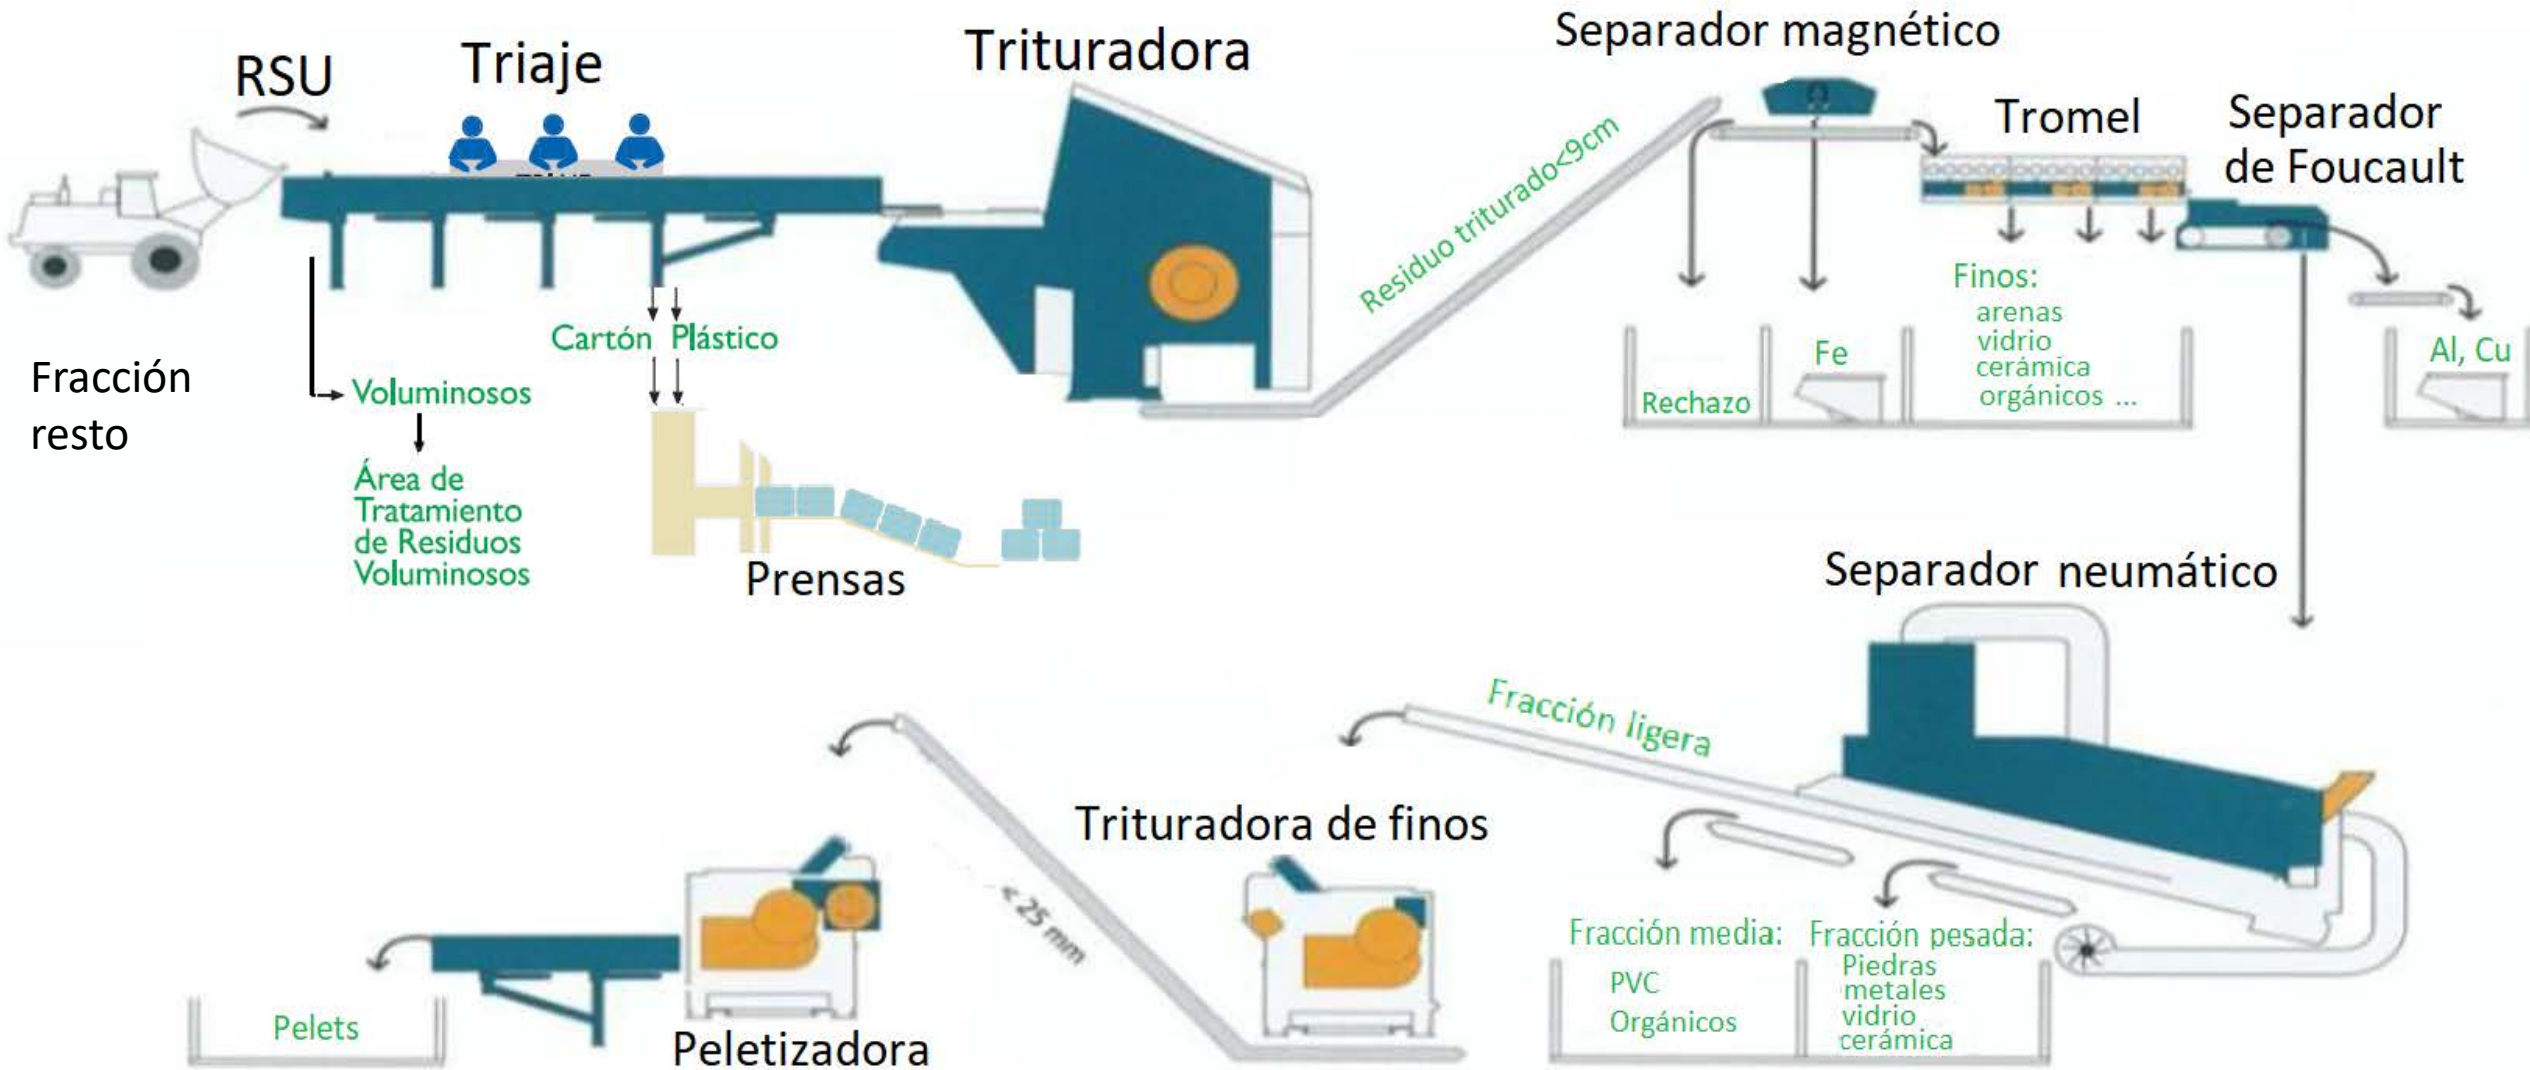 RSU
Triaje
Trituradora
Separador magnético
Tromel
Separador
de Foucault
Residuo triturado<9cm
Fracción
resto
Voluminosos
Área de
Tratamiento
de Residuos
Voluminosos
Cartón Plástico
Prensas
Rechazo
Fe
Finos:
arenas
vidrio
cerámica
orgánicos ...
Al, Cu
Separador neumático
Fracción ligera
Trituradora de finos
Fracción media:
PVC
Orgánicos
Fracción pesada:
Piedras
metales
vidrio
cerámica
< 25 mm
Peletizadora
Pelets